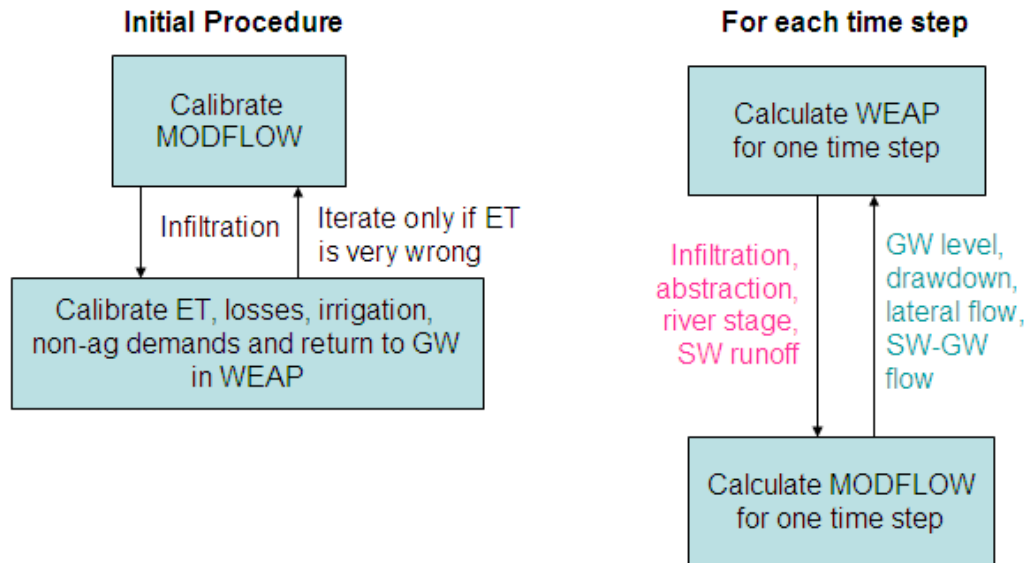 Initial Procedure
Calibrate
MODFLOW
Infiltration
Iterate only if ET
is very wrong
Calibrate ET, losses, irrigation,
non-ag demands and return to GW
in WEAP
For each time step
Calculate WEAP
for one time step
Infiltration,
abstraction,
river stage,
SW runoff
GW level,
drawdown,
lateral flow,
SW-GW
flow
Calculate MODFLOW
for one time step